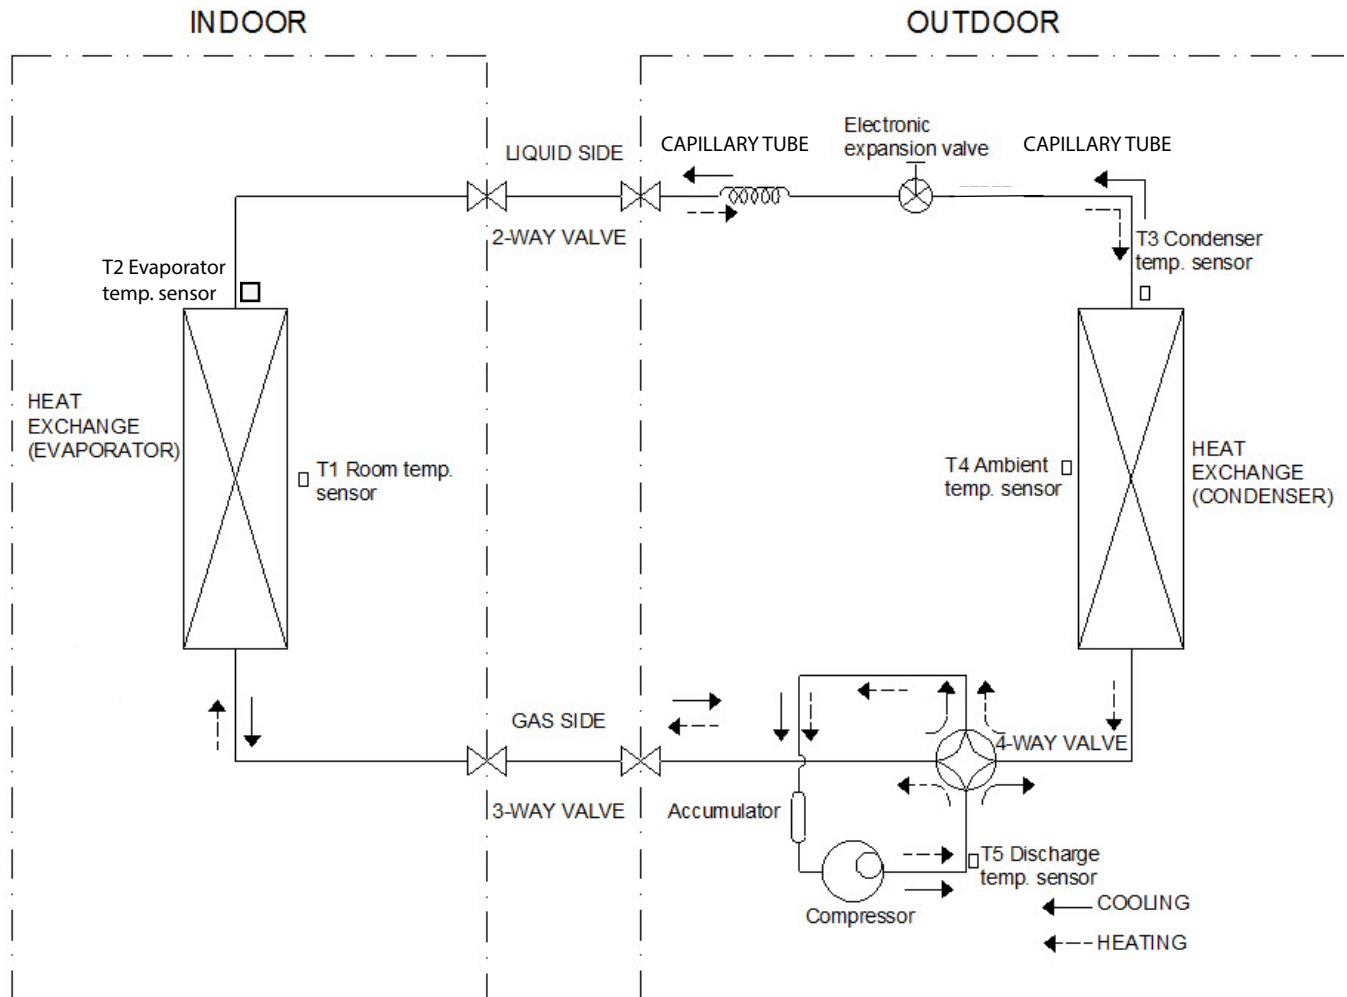 INDOOR
OUTDOOR
LIQUID SIDE
CAPILLARY TUBE
Electronic
expansion valve
CAPILLARY TUBE
2-WAY VALVE
T3 Condenser
temp. sensor
T2 Evaporator
temp. sensor
HEAT
EXCHANGE
(EVAPORATOR)
T1 Room temp.
sensor
T4 Ambient
temp. sensor
HEAT
EXCHANGE
(CONDENSER)
GAS SIDE
4-WAY VALVE
3-WAY VALVE
Accumulator
T5 Discharge
temp. sensor
Compressor
COOLING
HEATING